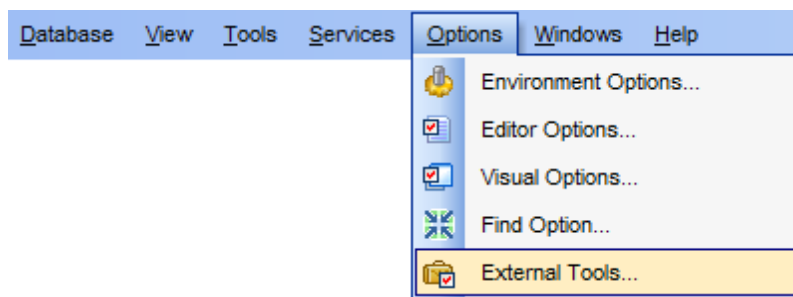 Database View Tools Services Options Windows Help
Environment Options...
Editor Options...
Visual Options...
Find Option...
External Tools...